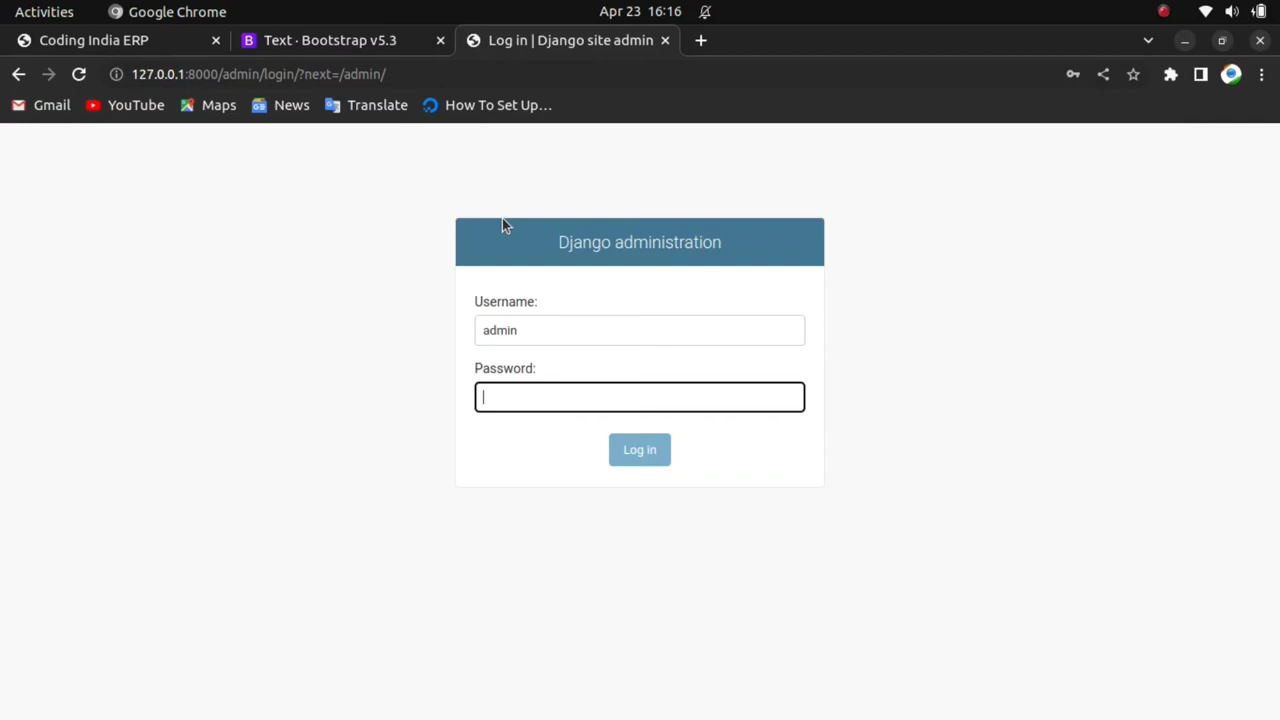 Activities Google Chrome Apr 23 16:16
Coding India ERP Text · Bootstrap v5.3 Log in | Django site admin
127.0.0.1:8000/admin/login/?next=/admin/
Gmail YouTube Maps News Translate How To Set Up...
Django administration
Username:
admin
Password:
Log in